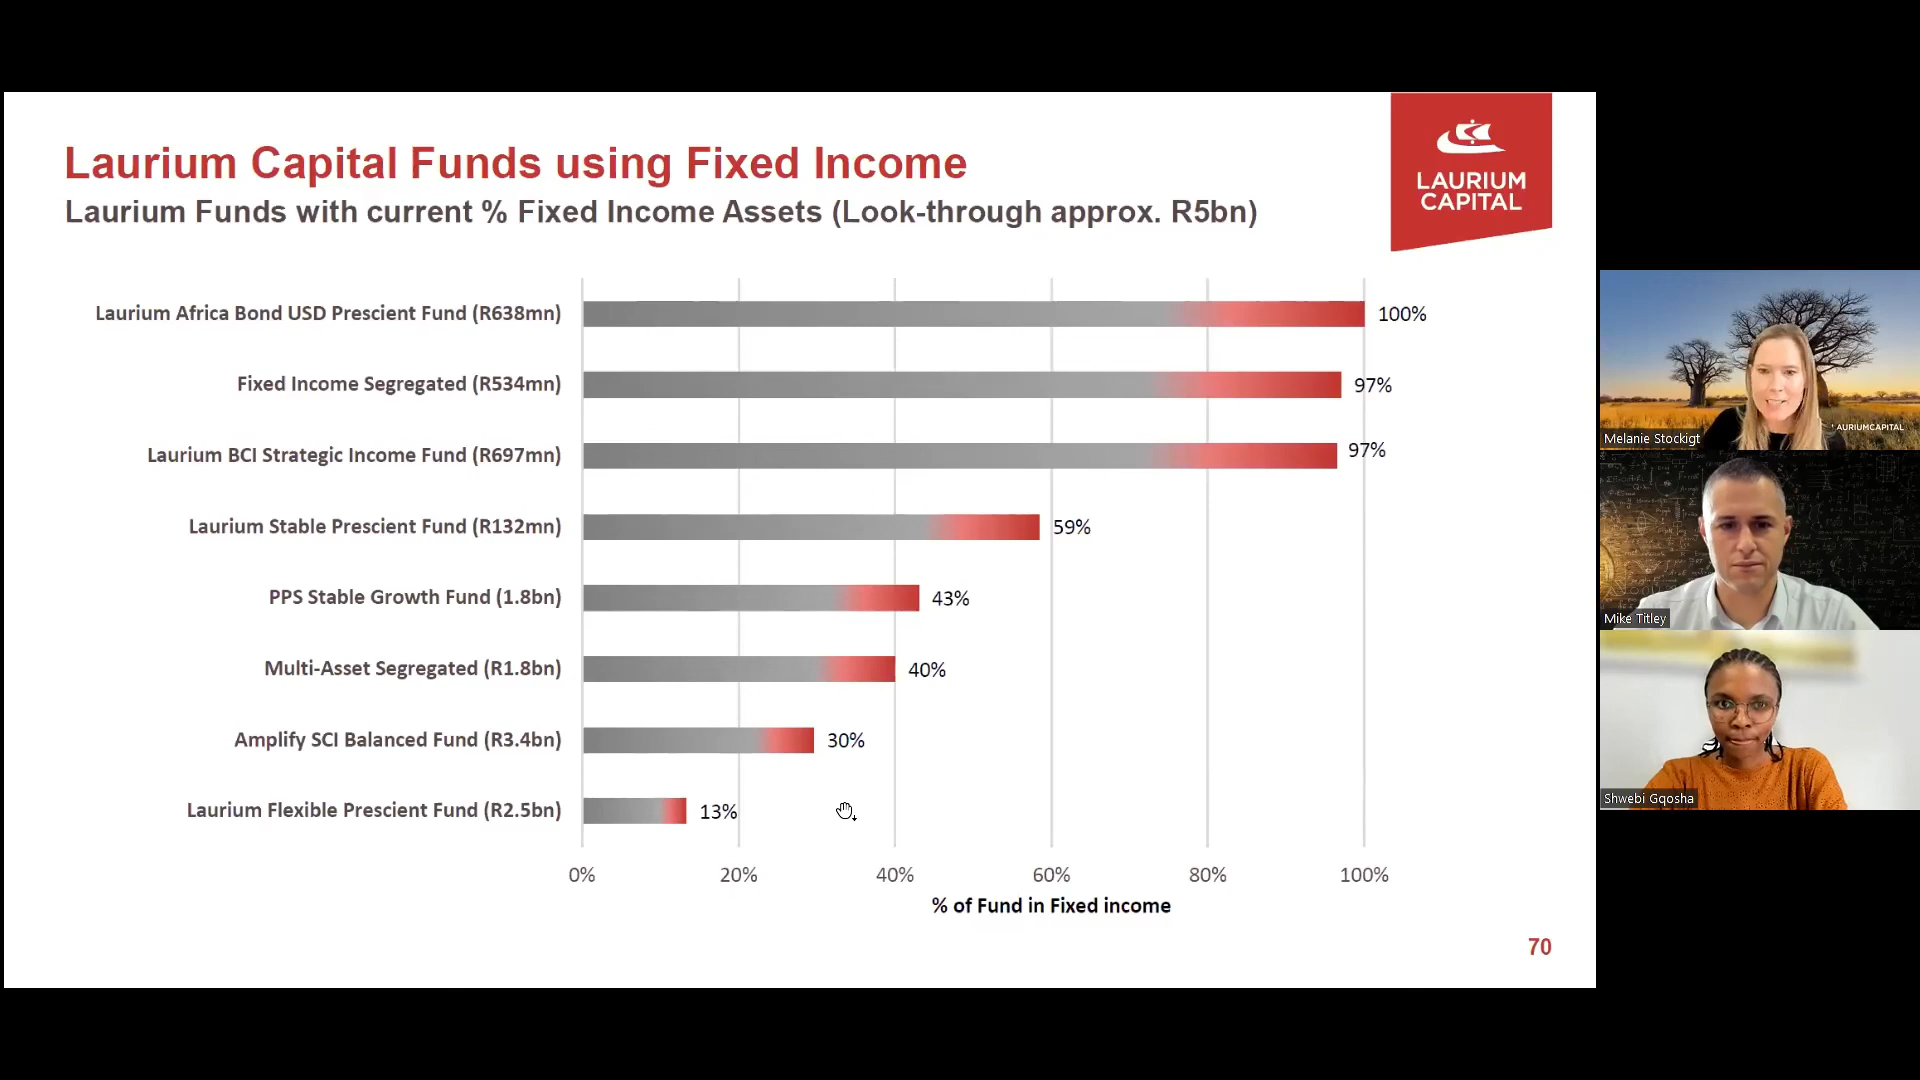 Laurium Capital Funds using Fixed Income
Laurium Funds with current % Fixed Income Assets (Look-through approx. R5bn)
LAURIUM
CAPITAL
Laurium Africa Bond USD Prescient Fund (R638mn)
100%
Fixed Income Segregated (R534mn)
97%
Laurium BCI Strategic Income Fund (R697mn)
97%
Laurium Stable Prescient Fund (R132mn)
59%
PPS Stable Growth Fund (1.8bn)
43%
Multi-Asset Segregated (R1.8bn)
40%
Amplify SCI Balanced Fund (R3.4bn)
30%
Laurium Flexible Prescient Fund (R2.5bn)
13%
0% 20% 40% 60% 80% 100%
% of Fund in Fixed income
70
AURIUMCAPITAL
Melanie Stockigt
Mike Titley
Shwebi Gqosha